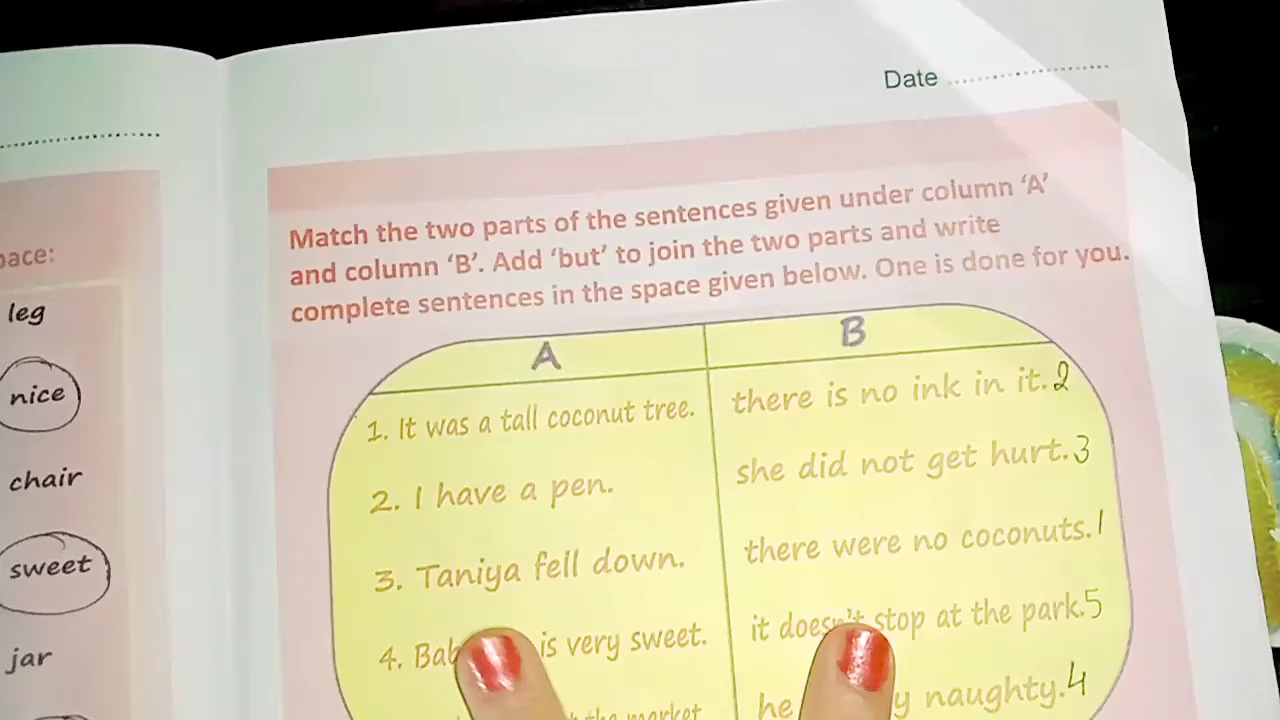 Date
Match the two parts of the sentences given under column ‘A’
and column ‘B’. Add ‘but’ to join the two parts and write
complete sentences in the space given below. One is done for you.
A B
1. It was a tall coconut tree. there is no ink in it. 2
2. I have a pen. she did not get hurt. 3
3. Taniya fell down. there were no coconuts. 1
4. is very sweet. it doesn't stop at the park. 5
the market he naughty. 4
leg
nice
chair
sweet
jar